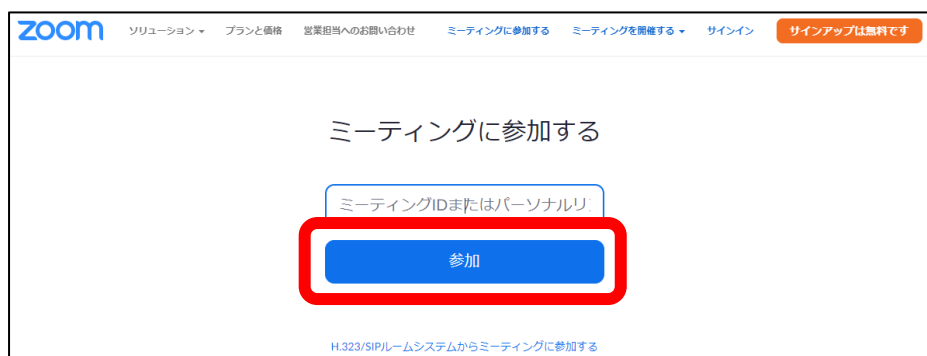 zoom ソリューション プランと価格 営業担当へのお問い合わせ ミーティングに参加する ミーティングを開催する サインイン サインアップは無料です
ミーティングに参加する
ミーティングIDまたはパーソナルリ
参加
H.323/SIPルームシステムからミーティングに参加する